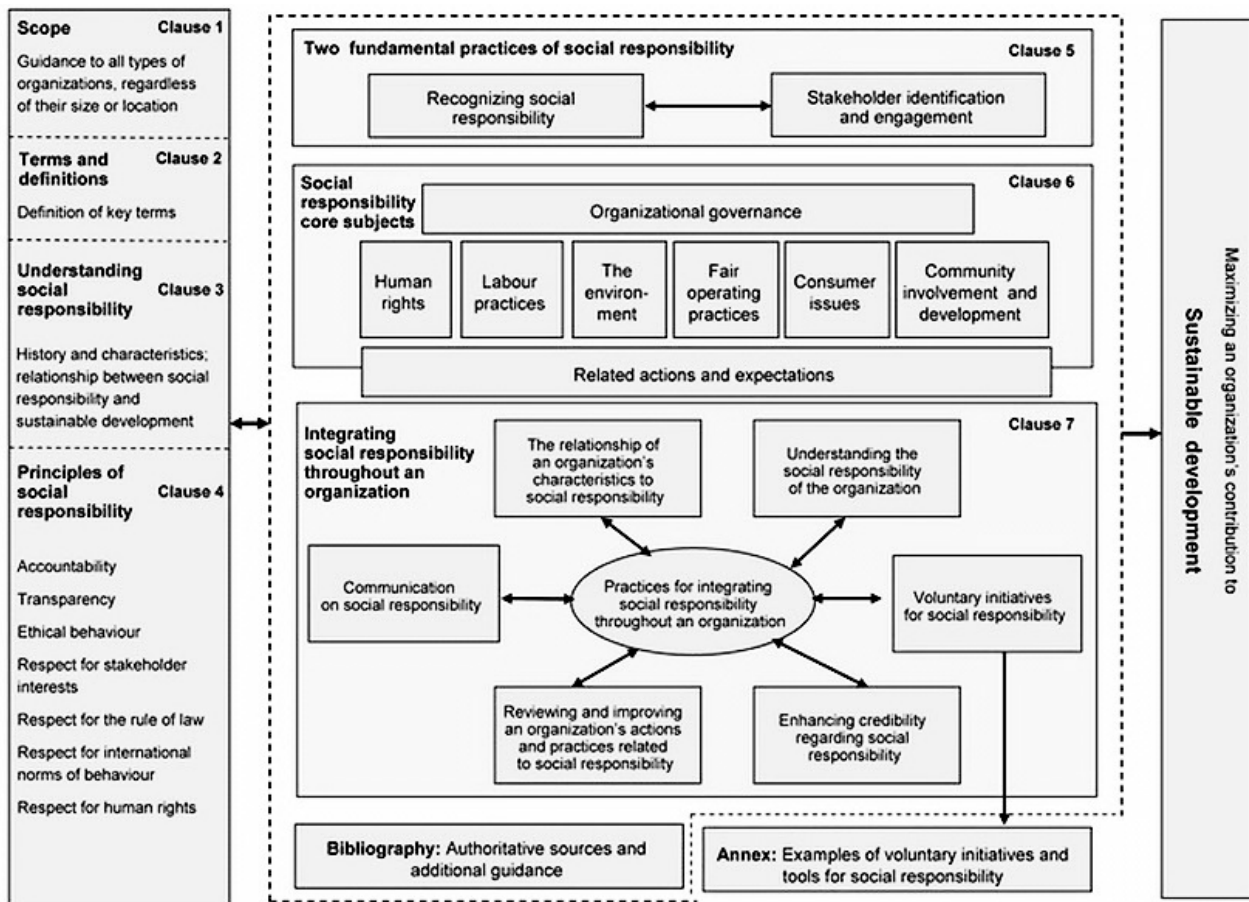 Scope Clause 1
Guidance to all types of
organizations, regardless
of their size or location
Terms and Clause 2
definitions
Definition of key terms
Understanding
social Clause 3
responsibility
History and characteristics;
relationship between social
responsibility and
sustainable development
Principles of
social Clause 4
responsibility
Accountability
Transparency
Ethical behaviour
Respect for stakeholder
interests
Respect for the rule of law
Respect for international
norms of behaviour
Respect for human rights
Two fundamental practices of social responsibility Clause 5
Recognizing social
responsibility
Stakeholder identification
and engagement
Social
responsibility
core subjects
Clause 6
Organizational governance
Human
rights
Labour
practices
The
environ-
ment
Fair
operating
practices
Consumer
issues
Community
involvement and
development
Related actions and expectations
Integrating
social responsibility
throughout an
organization
Clause 7
The relationship of
an organization's
characteristics to
social responsibility
Understanding the
social responsibility
of the organization
Communication
on social responsibility
Practices for integrating
social responsibility
throughout an organization
Voluntary initiatives
for social responsibility
Reviewing and improving
an organization's actions
and practices related
to social responsibility
Enhancing credibility
regarding social
responsibility
Bibliography: Authoritative sources and
additional guidance
Annex: Examples of voluntary initiatives and
tools for social responsibility
Maximizing an organization's contribution to
Sustainable development